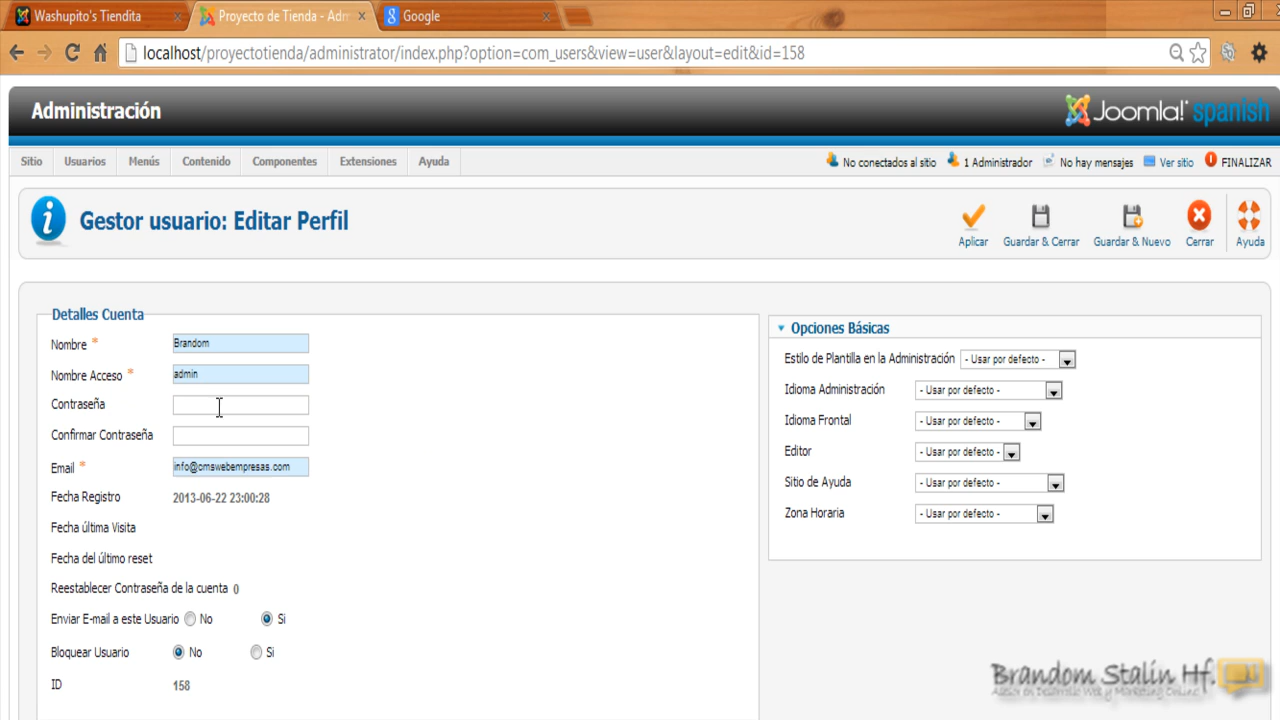 Washupito's Tiendita
Proyecto de Tienda - Adm
Google
localhost/proyectotienda/administrator/index.php?option=com_users&view=user&layout=edit&id=158
Administración
Joomla! spanish
Sitio Usuarios Menús Contenido Componentes Extensiones Ayuda
No conectados al sitio 1 Administrador No hay mensajes Ver sitio FINALIZAR
Gestor usuario: Editar Perfil
Aplicar Guardar & Cerrar Guardar & Nuevo Cerrar Ayuda
Detalles Cuenta
Nombre * Brandom
Nombre Acceso * admin
Contraseña
Confirmar Contraseña
Email * info@cmswebempresas.com
Fecha Registro 2013-06-22 23:00:28
Fecha última Visita
Fecha del último reset
Reestablecer Contraseña de la cuenta 0
Enviar E-mail a este Usuario No Si
Bloquear Usuario No Si
ID 158
Opciones Básicas
Estilo de Plantilla en la Administración - Usar por defecto -
Idioma Administración - Usar por defecto -
Idioma Frontal - Usar por defecto -
Editor - Usar por defecto -
Sitio de Ayuda - Usar por defecto -
Zona Horaria - Usar por defecto -
Brandom Stalin Hf.
Asesor en Desarrollo Web y Marketing Online